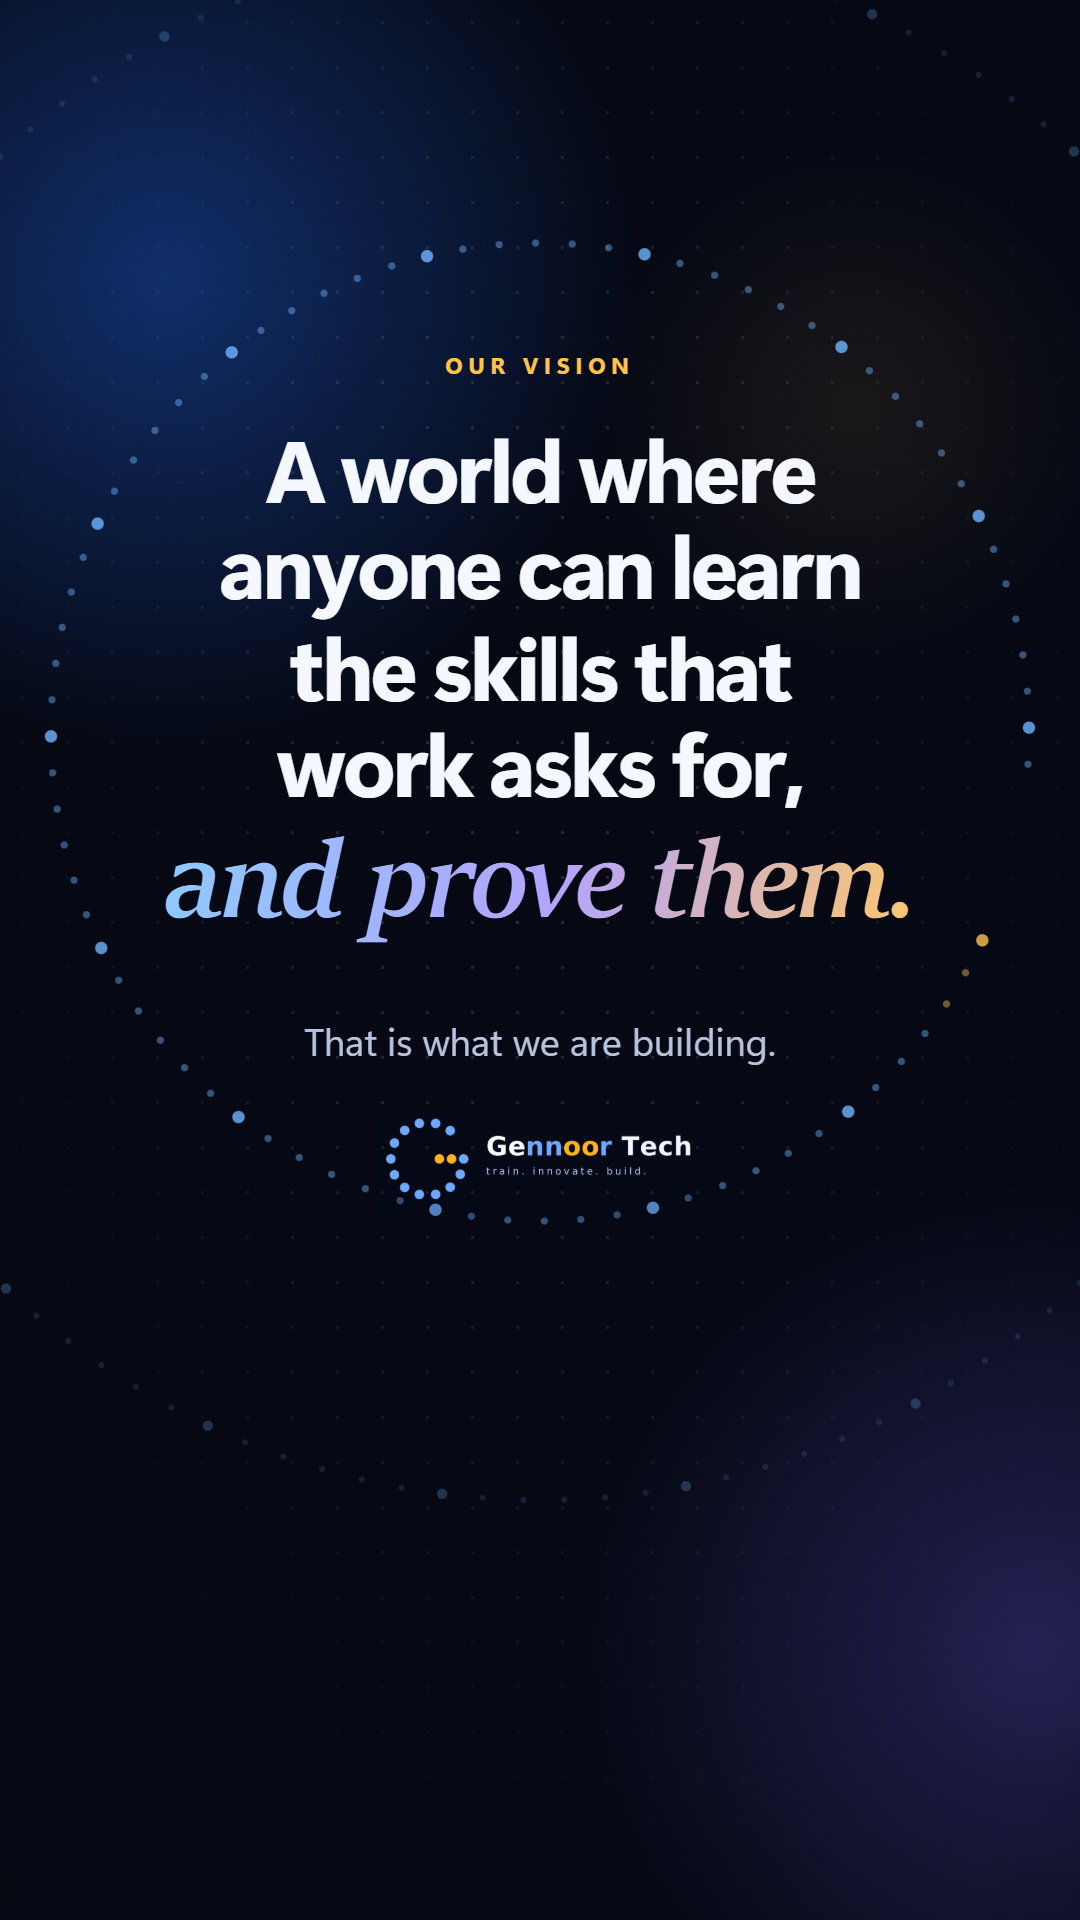 OUR VISION
A world where
anyone can learn
the skills that
work asks for,
and prove them.
That is what we are building.
Gennoor Tech
train. innovate. build.